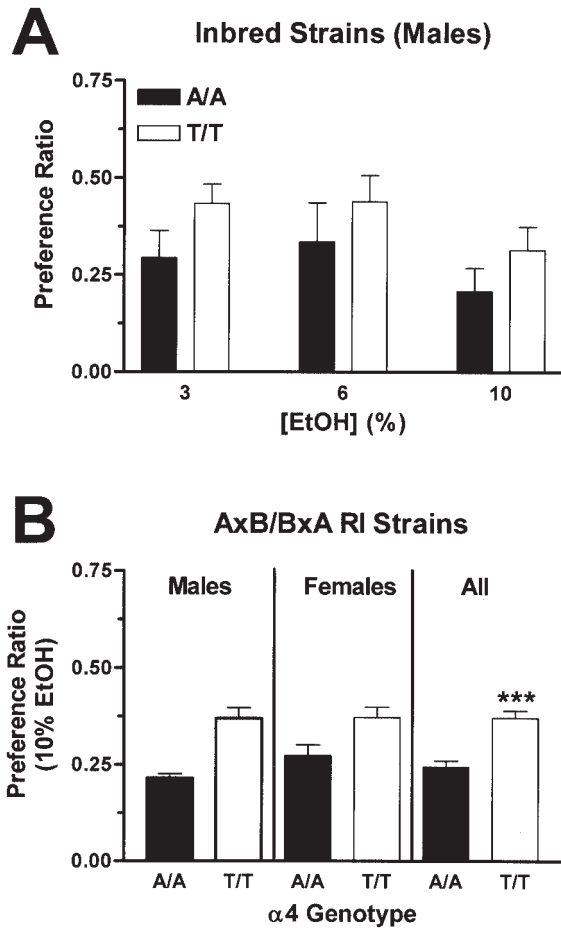 A
Inbred Strains (Males)
Preference Ratio
0.75
0.50
0.25
0.00
A/A
T/T
3
6
10
[EtOH] (%)
B
AxB/BxA RI Strains
Preference Ratio
(10% EtOH)
0.75
0.50
0.25
0.00
Males
Females
All
***
A/A
T/T
A/A
T/T
A/A
T/T
α4 Genotype